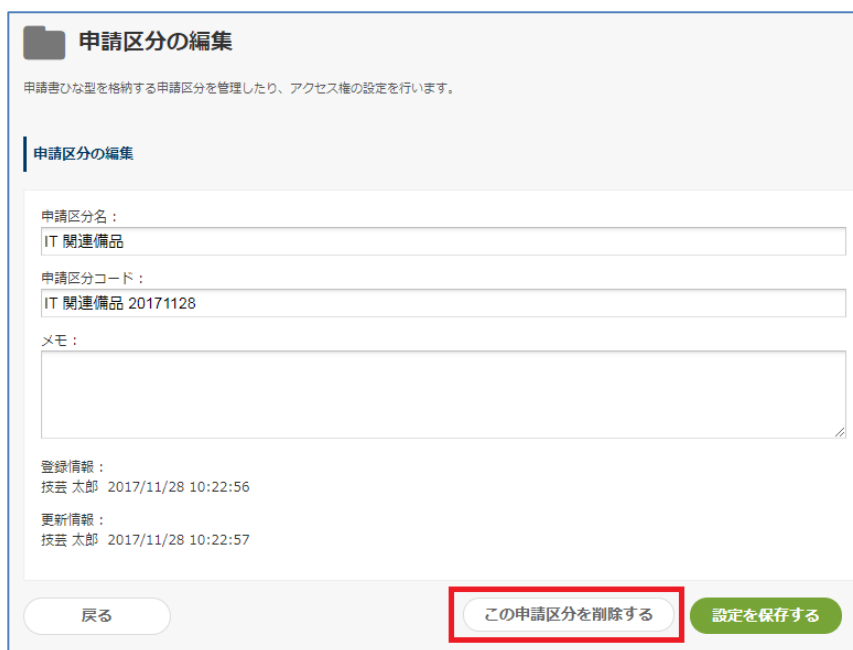 申請区分の編集
申請書ひな型を格納する申請区分を管理したり、アクセス権の設定を行います。
申請区分の編集
申請区分名：
IT 関連備品
申請区分コード：
IT 関連備品 20171128
メモ：
登録情報：
技芸 太郎 2017/11/28 10:22:56
更新情報：
技芸 太郎 2017/11/28 10:22:57
戻る
この申請区分を削除する
設定を保存する